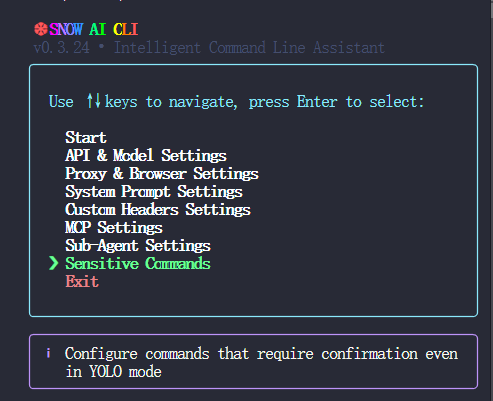 ❆SNOW AI CLI
v0.3.24 • Intelligent Command Line Assistant
Use ↑↓ keys to navigate, press Enter to select:
Start
API & Model Settings
Proxy & Browser Settings
System Prompt Settings
Custom Headers Settings
MCP Settings
Sub-Agent Settings
❯ Sensitive Commands
Exit
i Configure commands that require confirmation even
in YOLO mode